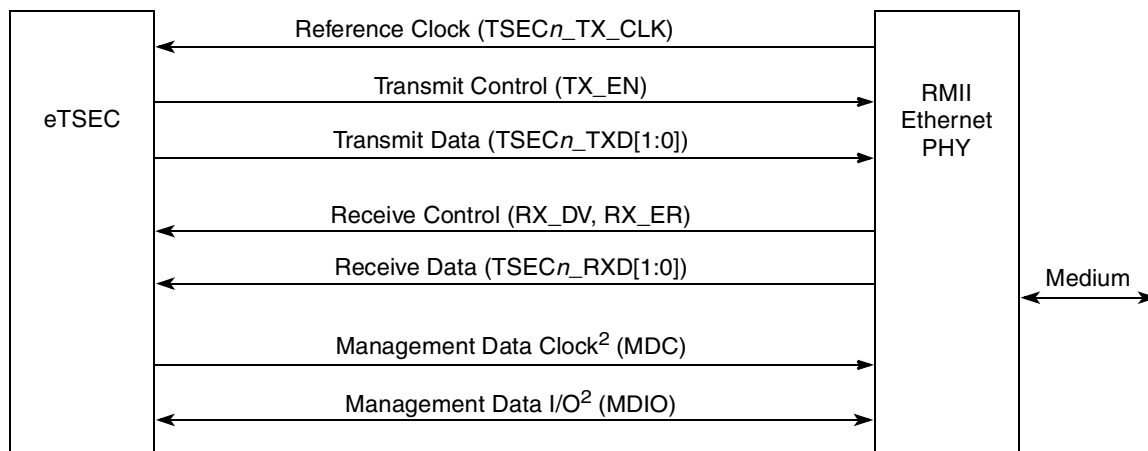 Reference Clock (TSECn_TX_CLK)
Transmit Control (TX_EN)
eTSEC
RMII
Ethernet
PHY
Transmit Data (TSECn_TXD[1:0])
Receive Control (RX_DV, RX_ER)
Receive Data (TSECn_RXD[1:0])
Medium
Management Data Clock² (MDC)
Management Data I/O² (MDIO)